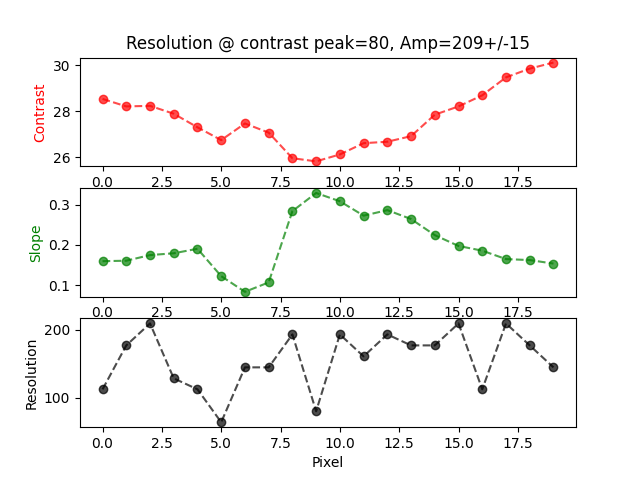 Resolution @ contrast peak=80, Amp=209+/-15
30
28
26
Contrast
0.0 2.5 5.0 7.5 10.0 12.5 15.0 17.5
0.3
0.2
0.1
Slope
0.0 2.5 5.0 7.5 10.0 12.5 15.0 17.5
200
100
Resolution
0.0 2.5 5.0 7.5 10.0 12.5 15.0 17.5
Pixel